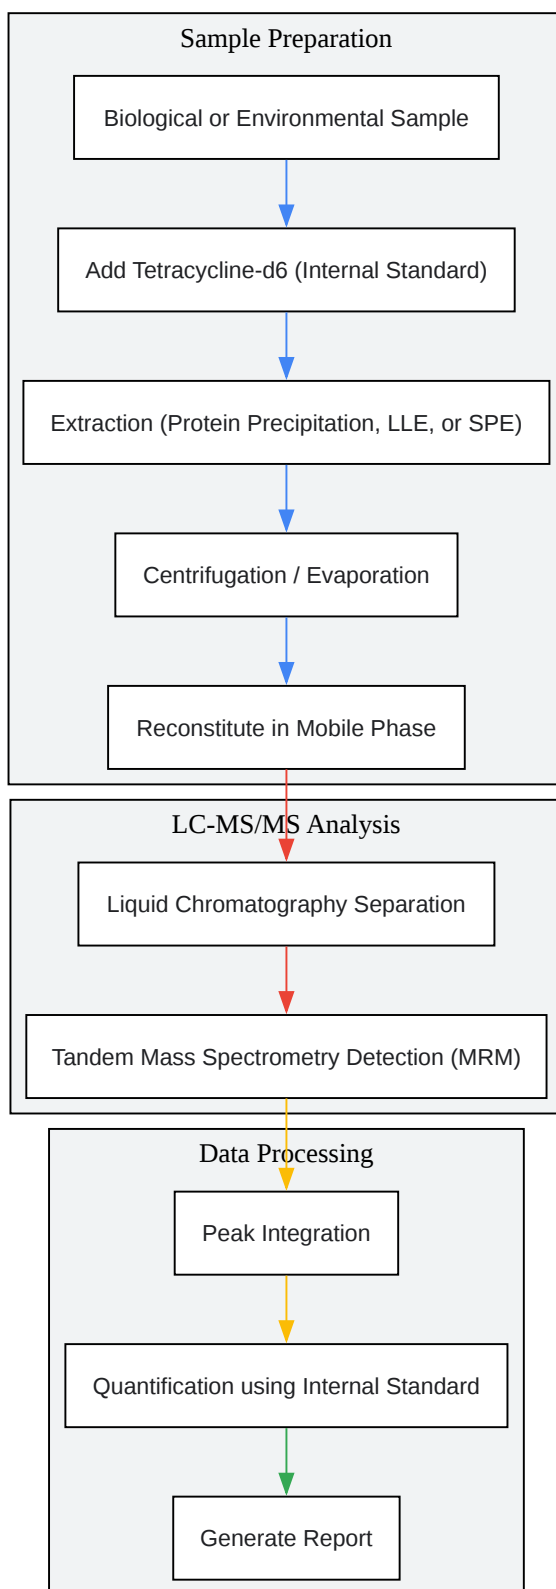 Sample Preparation
Biological or Environmental Sample
Add Tetracycline-d6 (Internal Standard)
Extraction (Protein Precipitation, LLE, or SPE)
Centrifugation / Evaporation
Reconstitute in Mobile Phase
LC-MS/MS Analysis
Liquid Chromatography Separation
Tandem Mass Spectrometry Detection (MRM)
Data Processing
Peak Integration
Quantification using Internal Standard
Generate Report